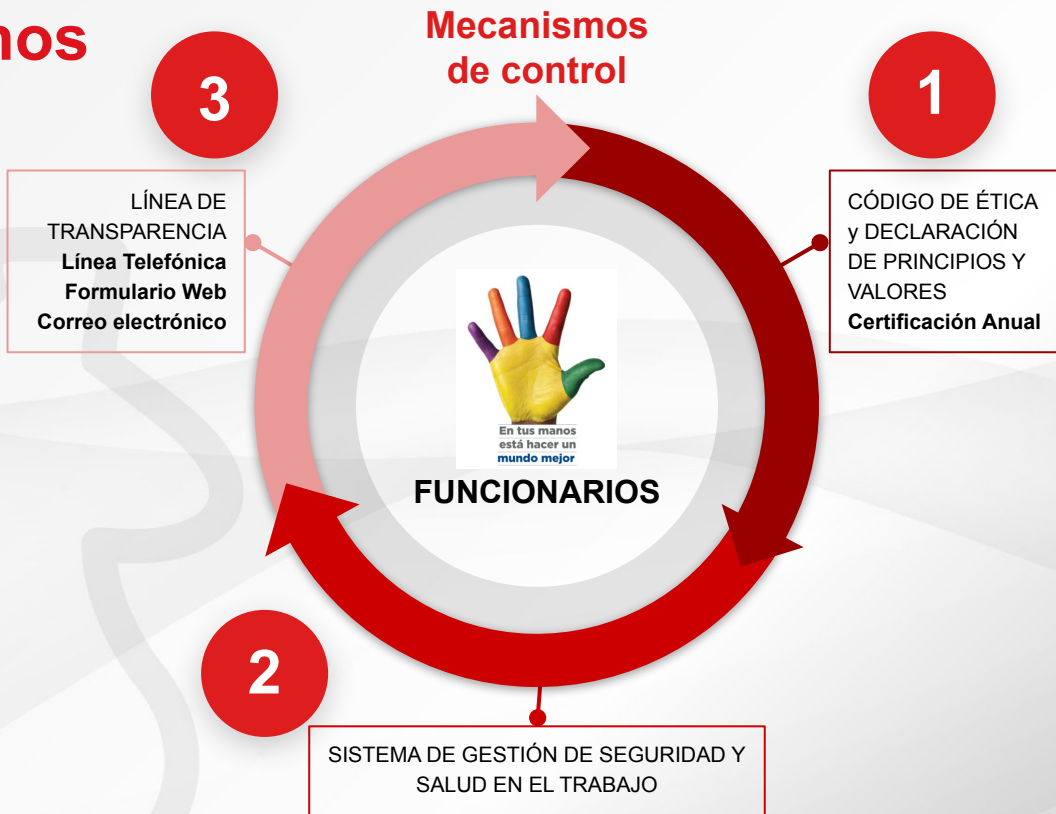 Mecanismos
de control
1
CÓDIGO DE ÉTICA
y DECLARACIÓN
DE PRINCIPIOS Y
VALORES
Certificación Anual
2
SISTEMA DE GESTIÓN DE SEGURIDAD Y
SALUD EN EL TRABAJO
3
LÍNEA DE
TRANSPARENCIA
Línea Telefónica
Formulario Web
Correo electrónico
En tus manos
está hacer un
mundo mejor
FUNCIONARIOS